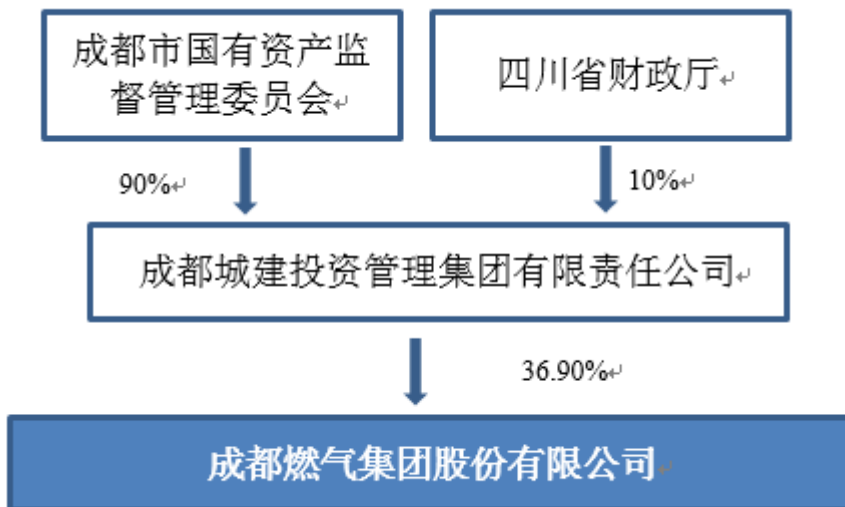 成都市国有资产监
督管理委员会
四川省财政厅
90%
10%
成都城建投资管理集团有限责任公司
36.90%
成都燃气集团股份有限公司